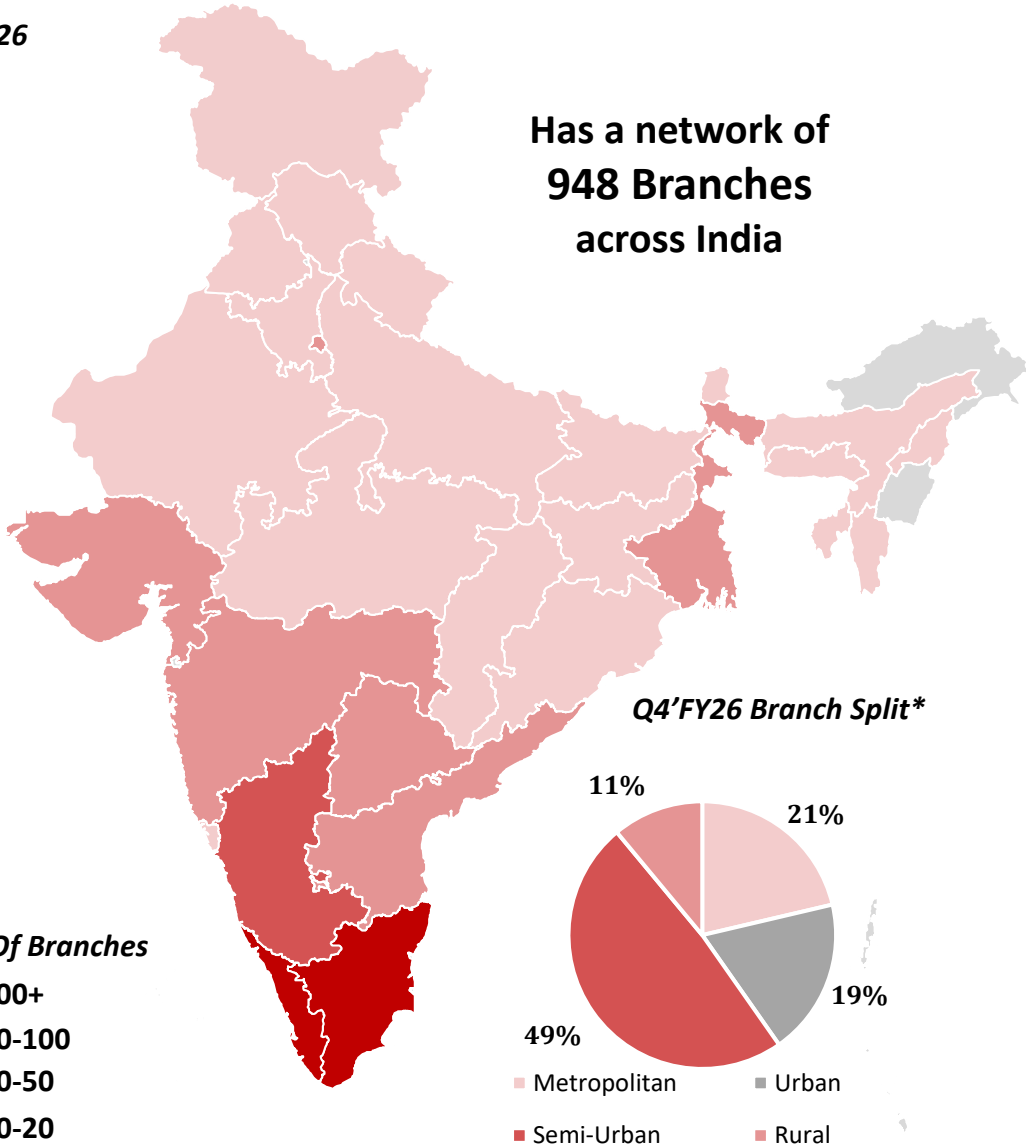 26
Has a network of
948 Branches
across India
Q4’FY26 Branch Split*
11%
21%
19%
49%
Metropolitan
Urban
Semi-Urban
Rural
Of Branches
00+
0-100
0-50
0-20